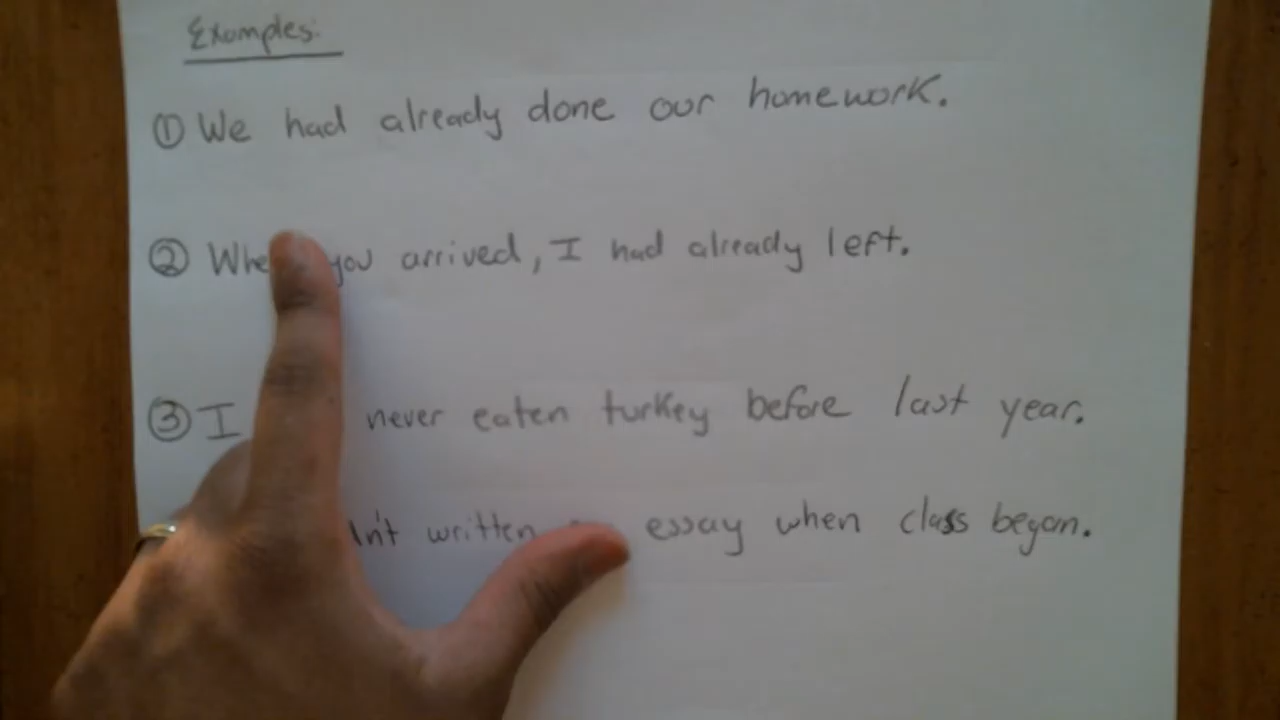 Examples:
① We had already done our homework.
② Whe you arrived, I had already left.
③ I never eaten turkey before last year.
n't written essay when class began.